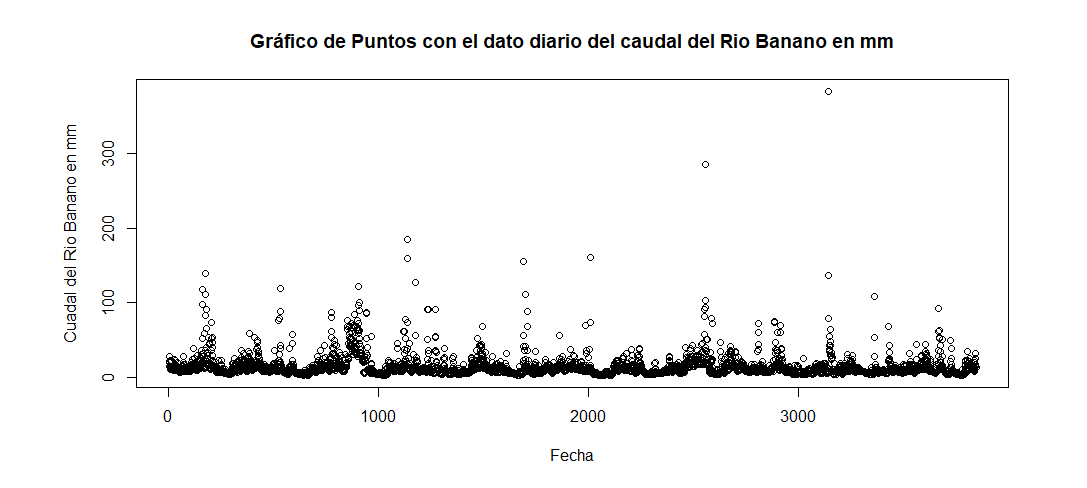 Gráfico de Puntos con el dato diario del caudal del Rio Banano en mm
Cuadal del Rio Banano en mm
300
200
100
0
0 1000 2000 3000
Fecha